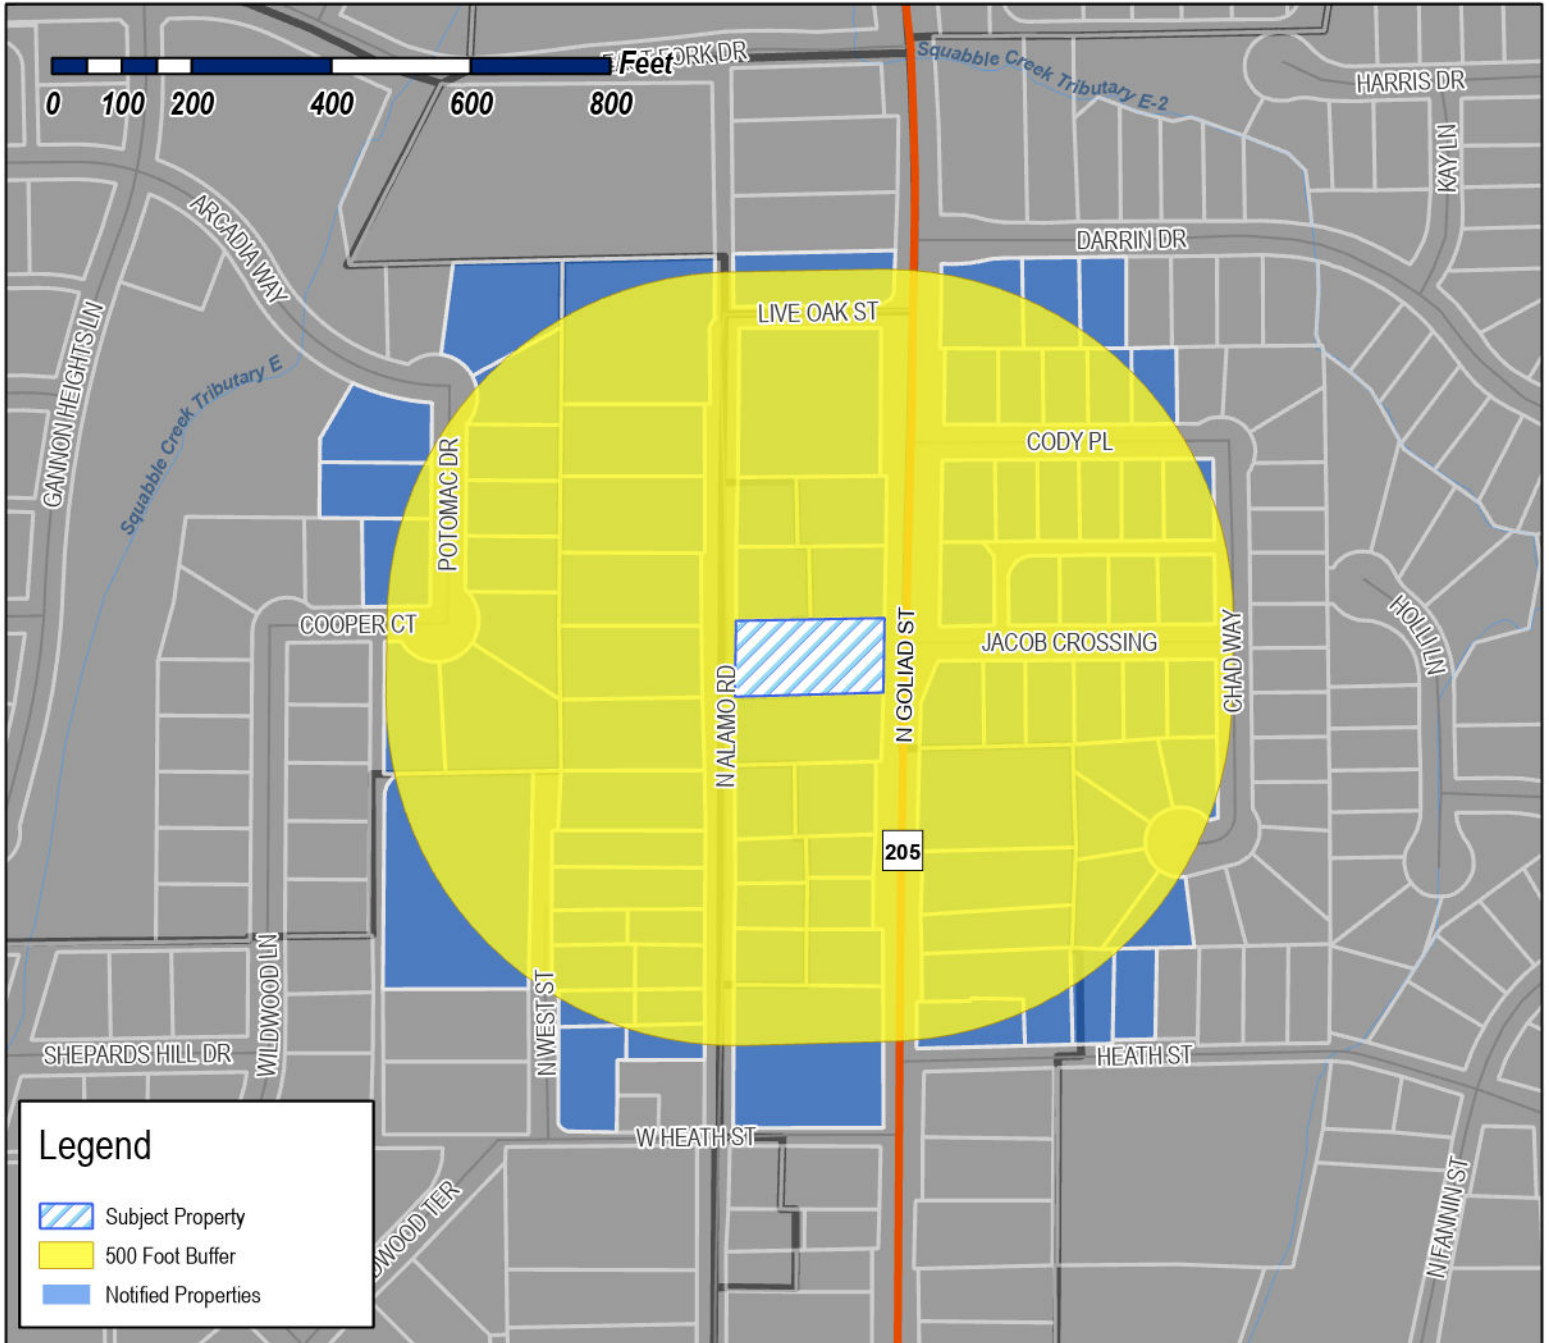 EAST FORK DR
Feet
0 100 200 400 600 800
Squabble Creek Tributary E-2
HARRIS DR
KAY LN
ARCADIA WAY
DARRIN DR
GANNON HEIGHTS LN
LIVE OAK ST
Squabble Creek Tributary E
POTOMAC DR
CODY PL
COOPER CT
N ALAMO RD
N GOLIAD ST
JACOB CROSSING
CHAD WAY
HOLLI LN
205
WILDWOOD LN
N WEST ST
SHEPARDS HILL DR
HEATH ST
W HEATH ST
N FANNIN ST
Legend
Subject Property
500 Foot Buffer
Notified Properties